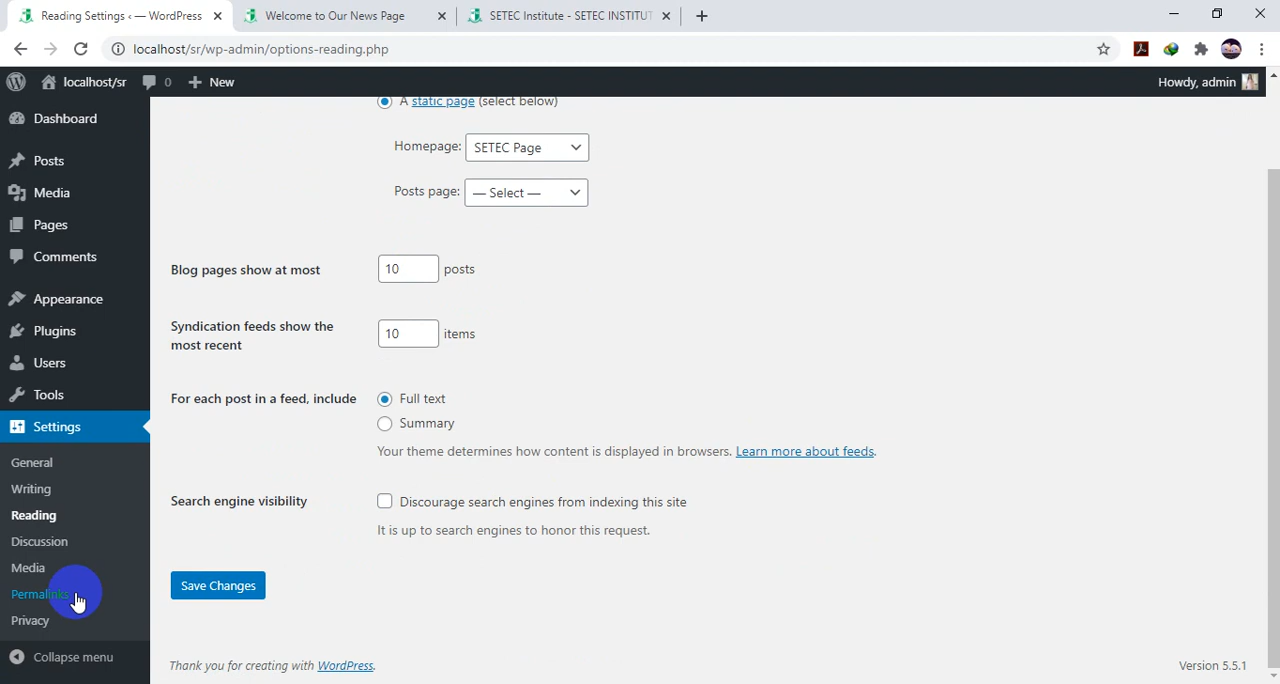 Reading Settings ‹ — WordPress
Welcome to Our News Page
SETEC Institute - SETEC INSTITUT
localhost/sr/wp-admin/options-reading.php
localhost/sr
0
New
Howdy, admin
Dashboard
Posts
Media
Pages
Comments
Appearance
Plugins
Users
Tools
Settings
General
Writing
Reading
Discussion
Media
Permalinks
Privacy
Collapse menu
A static page (select below)
Homepage: SETEC Page
Posts page: — Select —
Blog pages show at most 10 posts
Syndication feeds show the
most recent
10 items
For each post in a feed, include
Full text
Summary
Your theme determines how content is displayed in browsers. Learn more about feeds.
Search engine visibility
Discourage search engines from indexing this site
It is up to search engines to honor this request.
Save Changes
Thank you for creating with WordPress.
Version 5.5.1